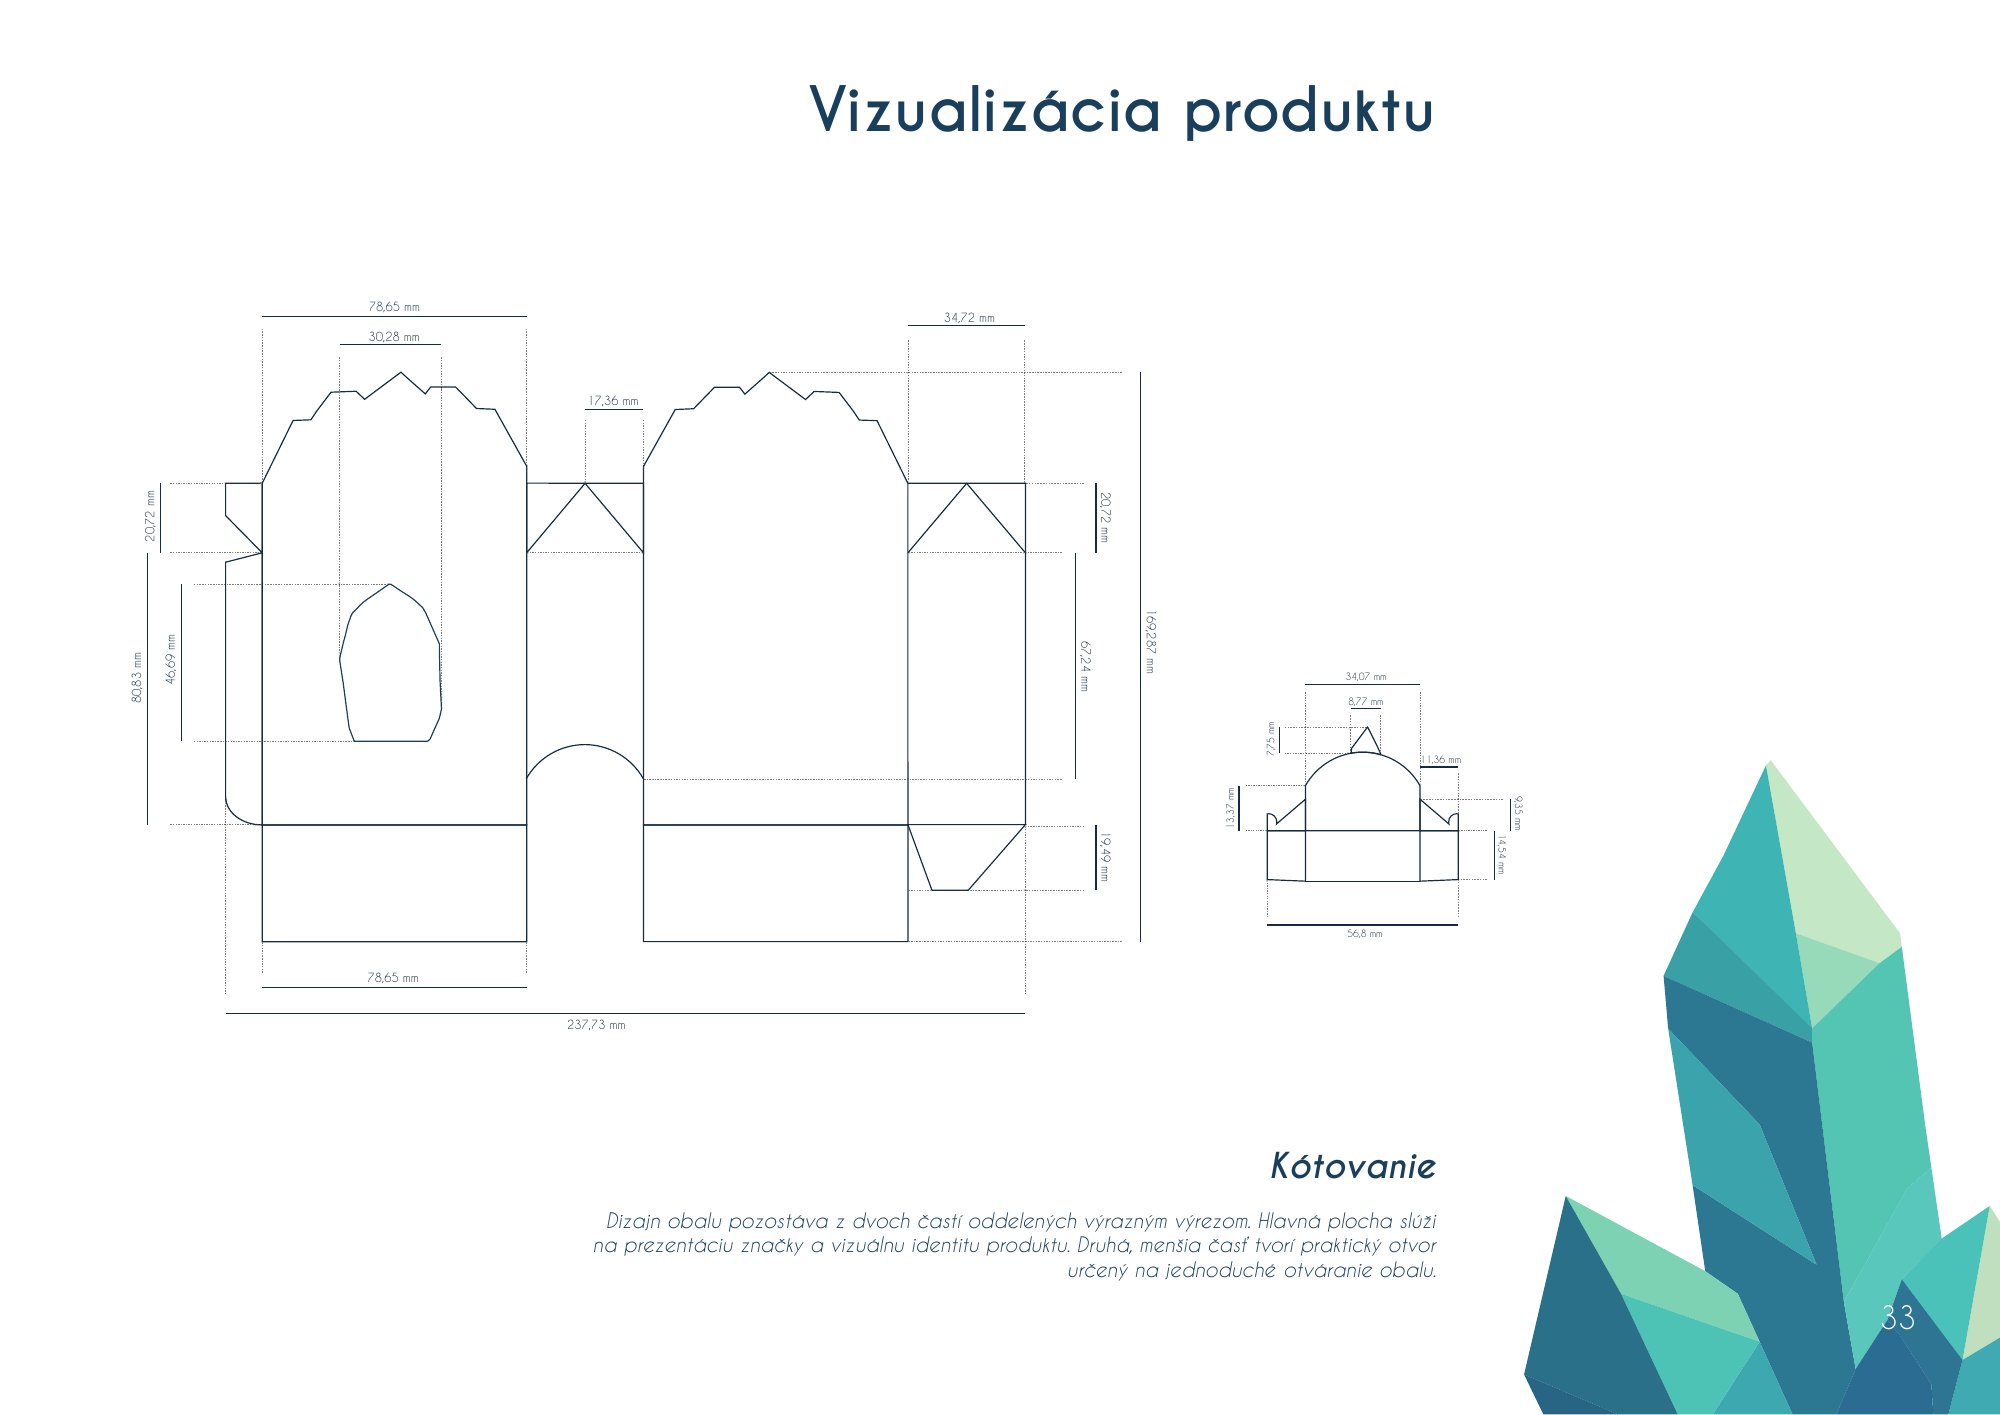 Vizualizácia produktu
78,65 mm
30,28 mm
34,72 mm
17,36 mm
20,72 mm
20,72 mm
80,83 mm
46,69 mm
67,24 mm
169,287 mm
19,49 mm
78,65 mm
237,73 mm
34,07 mm
8,77 mm
7,75 mm
11,36 mm
13,37 mm
9,35 mm
14,54 mm
56,8 mm
Kótovanie
Dizajn obalu pozostáva z dvoch častí oddelených výrazným výrezom. Hlavná plocha slúži
na prezentáciu značky a vizuálnu identitu produktu. Druhá, menšia časť tvorí praktický otvor
určený na jednoduché otváranie obalu.
33